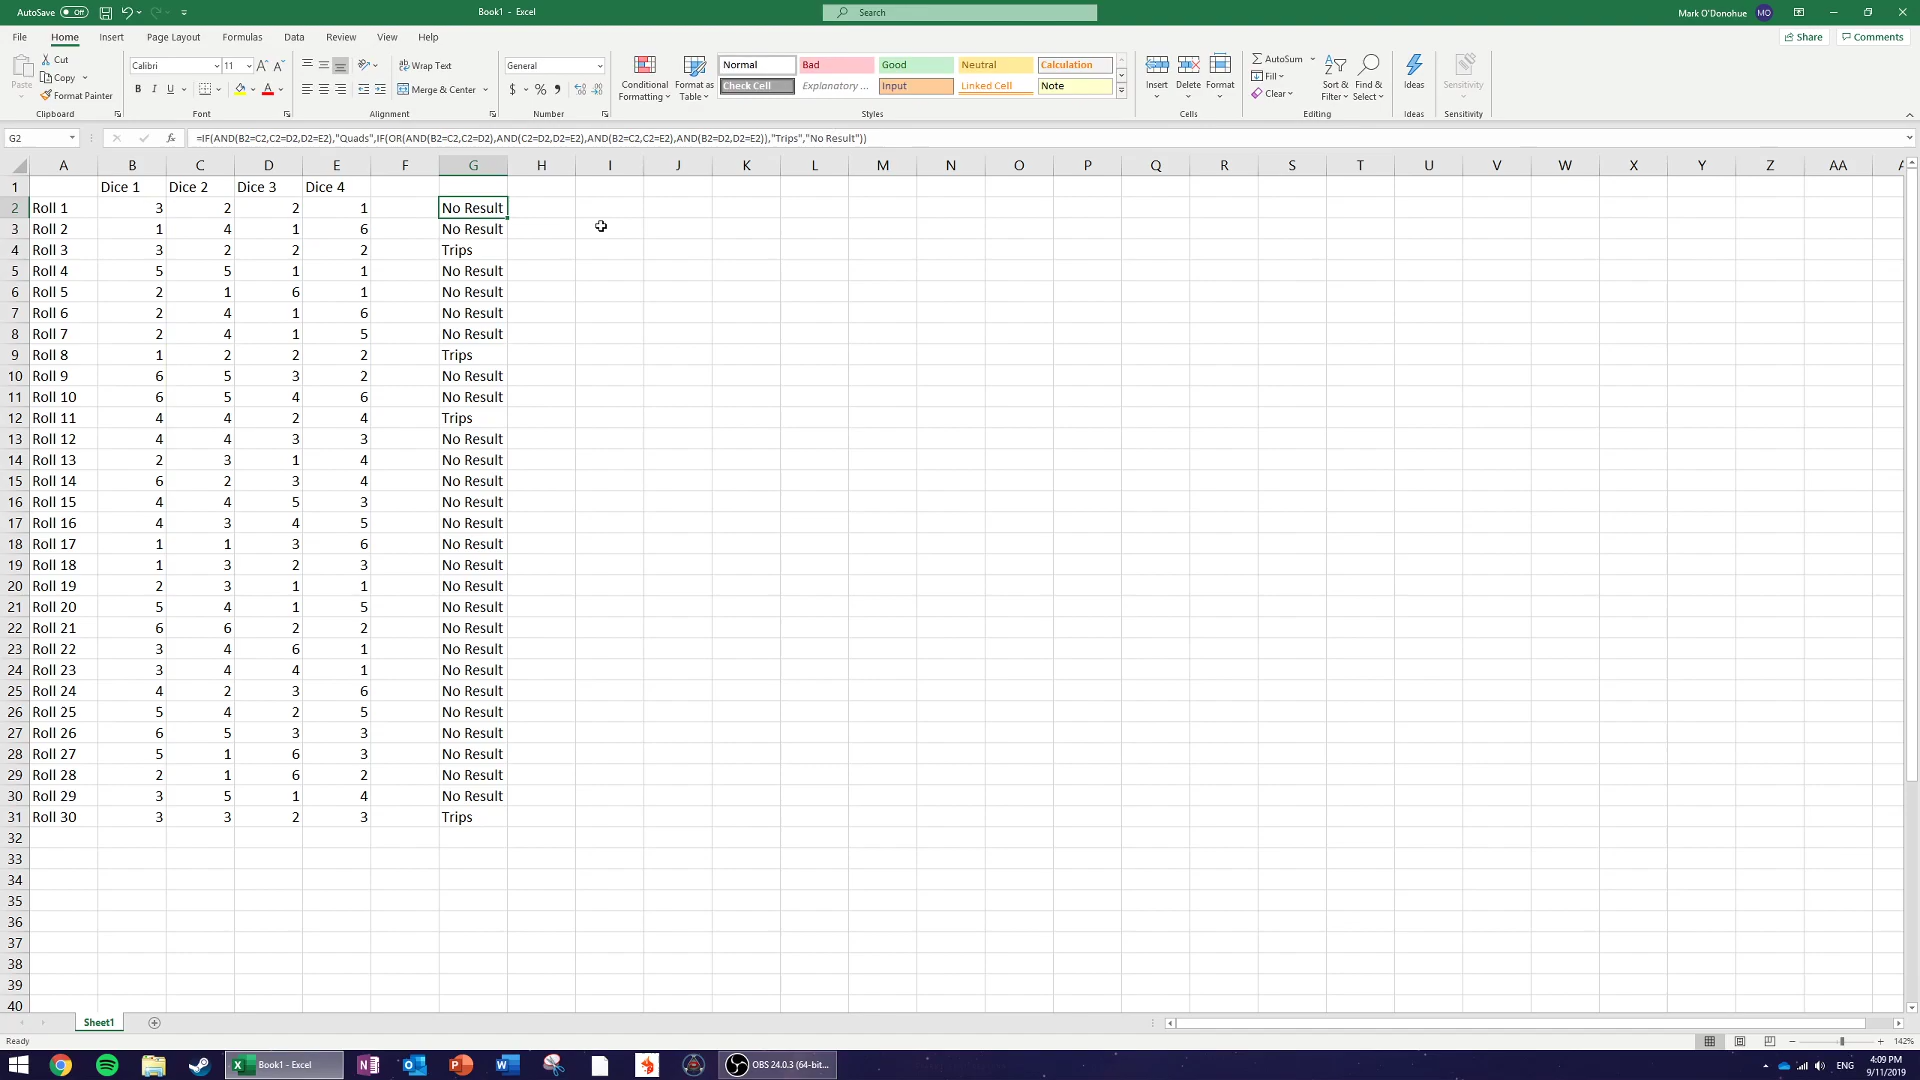 AutoSave Off Book1 - Excel Search Mark O'Donohue MO
File Home Insert Page Layout Formulas Data Review View Help Share Comments
Paste Cut Copy Format Painter Clipboard
Calibri 11 A A B I U A Font
Wrap Text Merge & Center Alignment
General $ % Number
Conditional Formatting Format as Table
Normal Bad Good Neutral Calculation
Check Cell Explanatory ... Input Linked Cell Note
Styles
Insert Delete Format Cells
AutoSum Fill Clear Sort & Filter Find & Select Editing
Ideas Ideas
Sensitivity Sensitivity
G2 fx =IF(AND(B2=C2,C2=D2,D2=E2),"Quads",IF(OR(AND(B2=C2,C2=D2),AND(C2=D2,D2=E2),AND(B2=C2,C2=E2),AND(B2=D2,D2=E2)),"Trips","No Result"))
A B C D E F G H I J K L M N O P Q R S T U V W X Y Z AA
1 Dice 1 Dice 2 Dice 3 Dice 4
2 Roll 1 3 2 2 1 No Result
3 Roll 2 1 4 1 6 No Result
4 Roll 3 3 2 2 2 Trips
5 Roll 4 5 5 1 1 No Result
6 Roll 5 2 1 6 1 No Result
7 Roll 6 2 4 1 6 No Result
8 Roll 7 2 4 1 5 No Result
9 Roll 8 1 2 2 2 Trips
10 Roll 9 6 5 3 2 No Result
11 Roll 10 6 5 4 6 No Result
12 Roll 11 4 4 2 4 Trips
13 Roll 12 4 4 3 3 No Result
14 Roll 13 2 3 1 4 No Result
15 Roll 14 6 2 3 4 No Result
16 Roll 15 4 4 5 3 No Result
17 Roll 16 4 3 4 5 No Result
18 Roll 17 1 1 3 6 No Result
19 Roll 18 1 3 2 3 No Result
20 Roll 19 2 3 1 1 No Result
21 Roll 20 5 4 1 5 No Result
22 Roll 21 6 6 2 2 No Result
23 Roll 22 3 4 6 1 No Result
24 Roll 23 3 4 4 1 No Result
25 Roll 24 4 2 3 6 No Result
26 Roll 25 5 4 2 5 No Result
27 Roll 26 6 5 3 3 No Result
28 Roll 27 5 1 6 3 No Result
29 Roll 28 2 1 6 2 No Result
30 Roll 29 3 5 1 4 No Result
31 Roll 30 3 3 2 3 Trips
32
33
34
35
36
37
38
39
40
Sheet1
Ready 142%
Book1 - Excel OBS 24.0.3 (64-bit... ENG 4:09 PM
9/11/2019